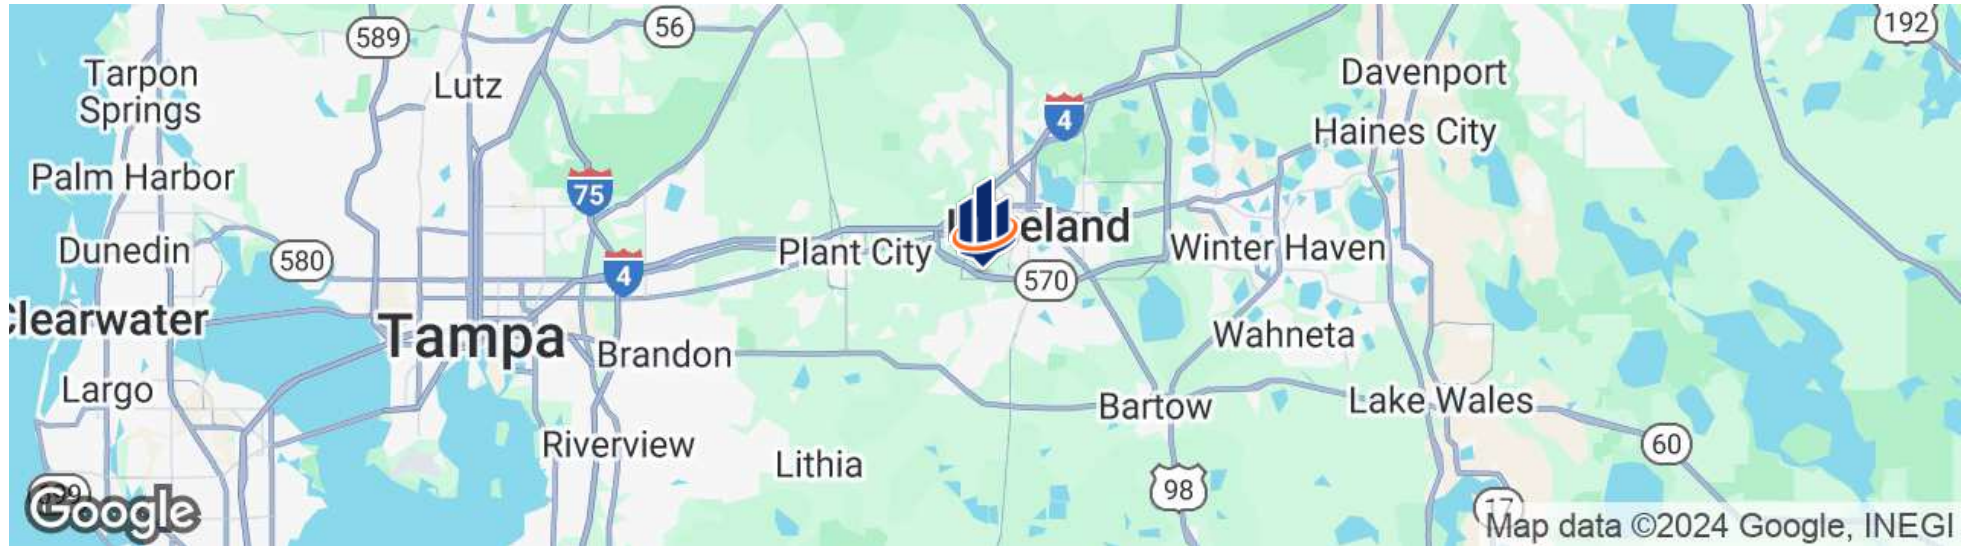 56
192
589
Tarpon
Springs
Lutz
Davenport
4
Haines City
Palm Harbor
75
eland
Dunedin
580
4
Plant City
Winter Haven
570
Clearwater
Tampa
Brandon
Wahneta
Largo
Bartow
Lake Wales
Riverview
Lithia
60
98
17
Google
Map data ©2024 Google, INEGI